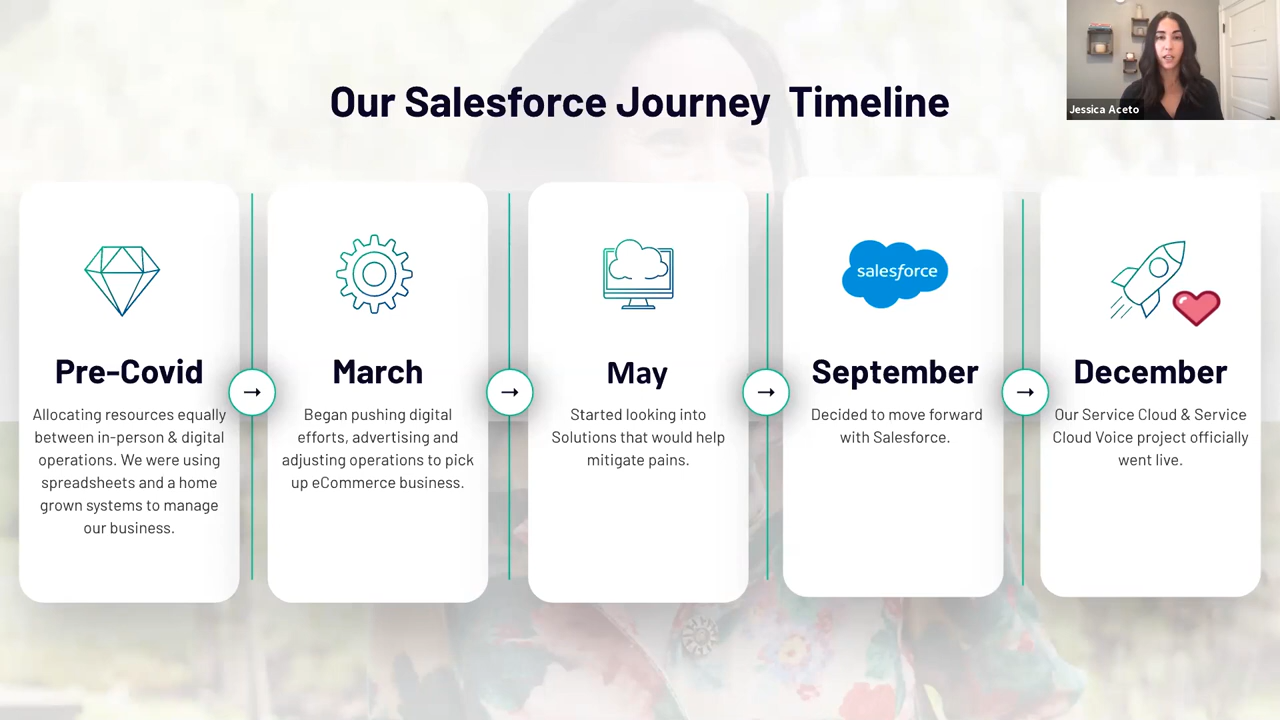 Our Salesforce Journey Timeline
Jessica Aceto
salesforce
Pre-Covid
Allocating resources equally
between in-person & digital
operations. We were using
spreadsheets and a home
grown systems to manage
our business.
March
Began pushing digital
efforts, advertising and
adjusting operations to pick
up eCommerce business.
May
Started looking into
Solutions that would help
mitigate pains.
September
Decided to move forward
with Salesforce.
December
Our Service Cloud & Service
Cloud Voice project officially
went live.